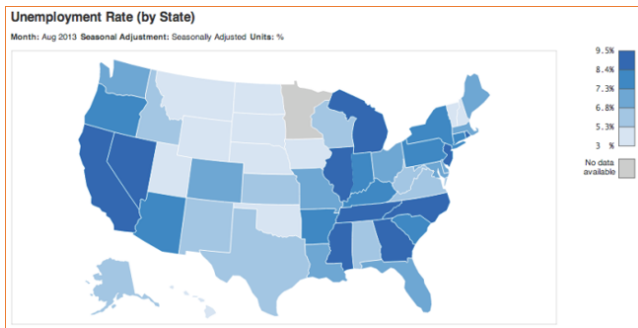 Unemployment Rate (by State)
Month: Aug 2013 Seasonal Adjustment: Seasonally Adjusted Units: %
9.5%
8.4%
7.3%
6.8%
5.3%
3 %
No data
available